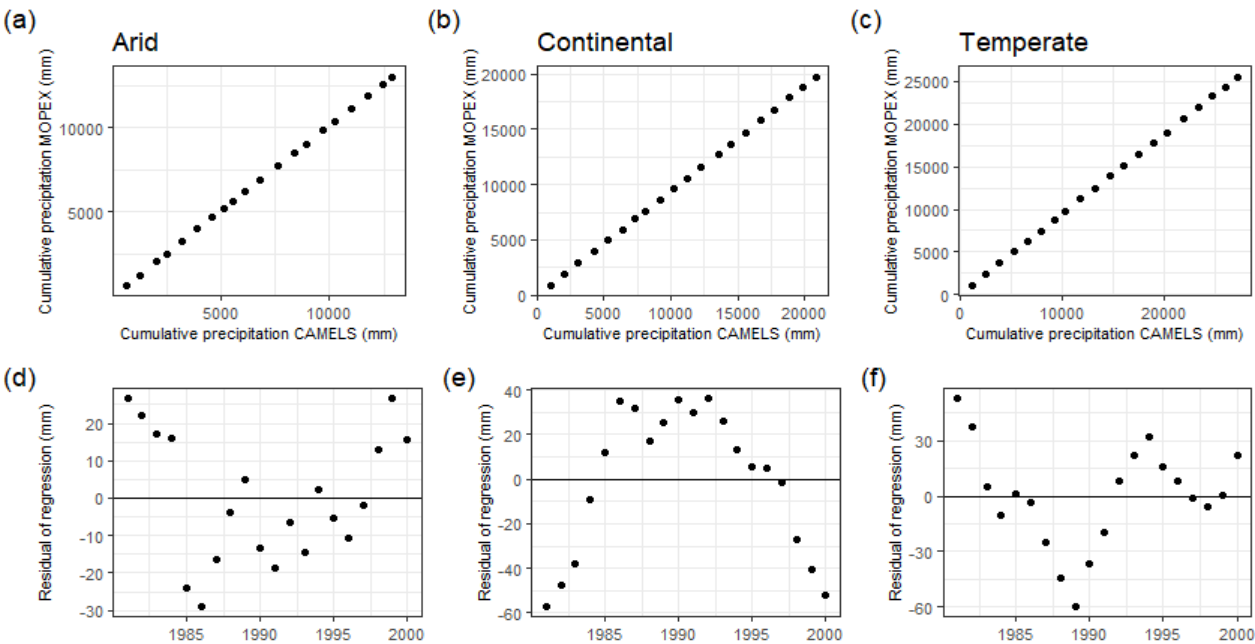 (a)
Arid
Cumulative precipitation MOPEX (mm)
10000
5000
5000
10000
Cumulative precipitation CAMELS (mm)
(b)
Continental
Cumulative precipitation MOPEX (mm)
20000
15000
10000
5000
0
0
5000
10000
15000
20000
Cumulative precipitation CAMELS (mm)
(c)
Temperate
Cumulative precipitation MOPEX (mm)
25000
20000
15000
10000
5000
0
0
10000
20000
Cumulative precipitation CAMELS (mm)
(d)
Residual of regression (mm)
20
10
0
-10
-20
-30
1985
1990
1995
2000
(e)
Residual of regression (mm)
40
20
0
-20
-40
-60
1985
1990
1995
2000
(f)
Residual of regression (mm)
30
0
-30
-60
1985
1990
1995
2000